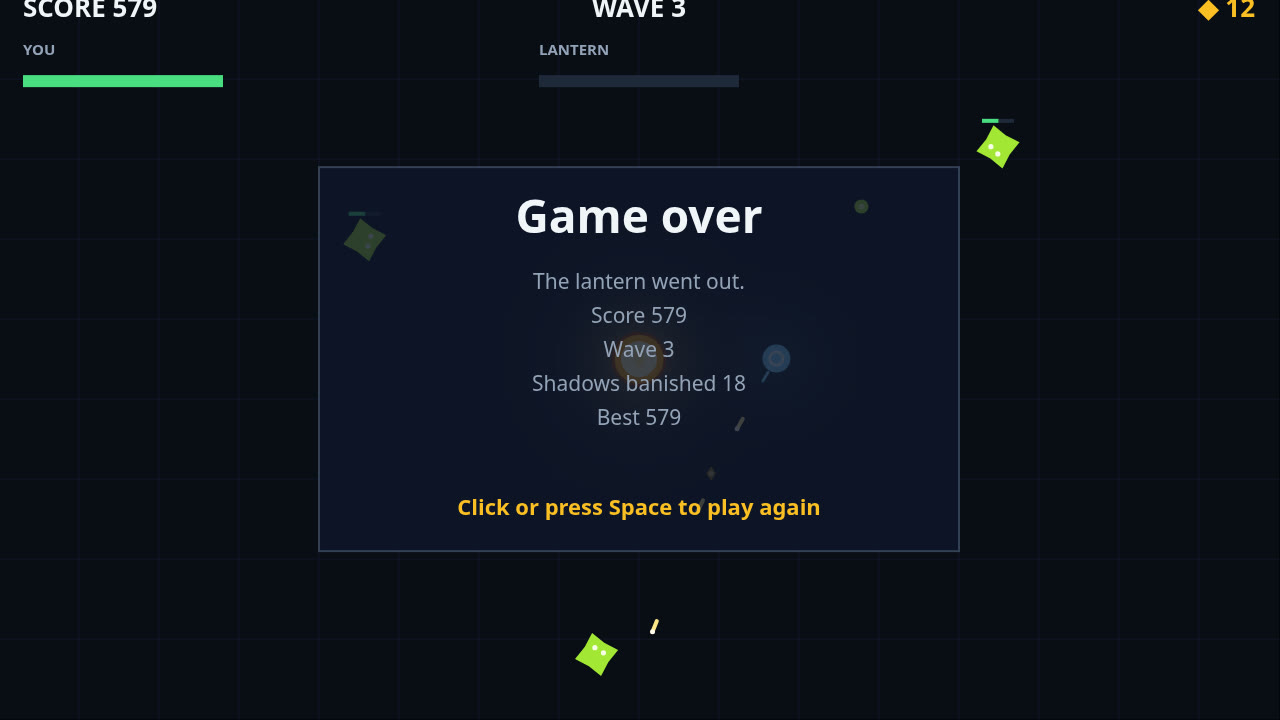 SCORE 579
WAVE 3
◆ 12
YOU
LANTERN
Game over
The lantern went out.
Score 579
Wave 3
Shadows banished 18
Best 579
Click or press Space to play again